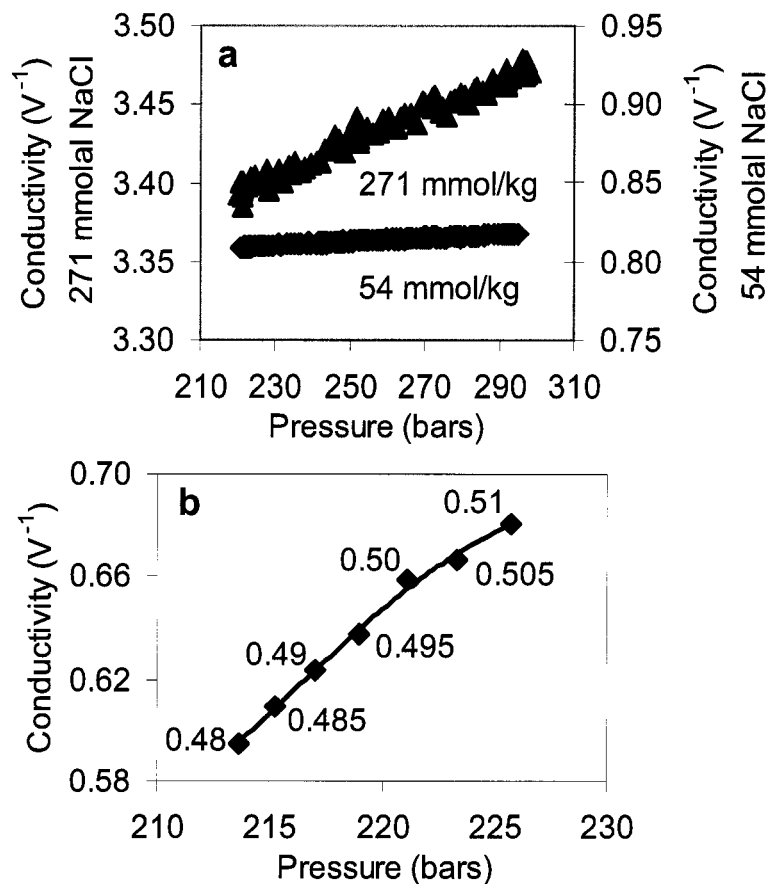 a
Conductivity (V⁻¹)
271 mmolal NaCl
3.50
3.45
3.40
3.35
3.30
0.95
0.90
0.85
0.80
0.75
Conductivity (V⁻¹)
54 mmolal NaCl
271 mmol/kg
54 mmol/kg
210 230 250 270 290 310
Pressure (bars)
b
Conductivity (V⁻¹)
0.70
0.66
0.62
0.58
0.51
0.50
0.505
0.49
0.495
0.48
0.485
210 215 220 225 230
Pressure (bars)